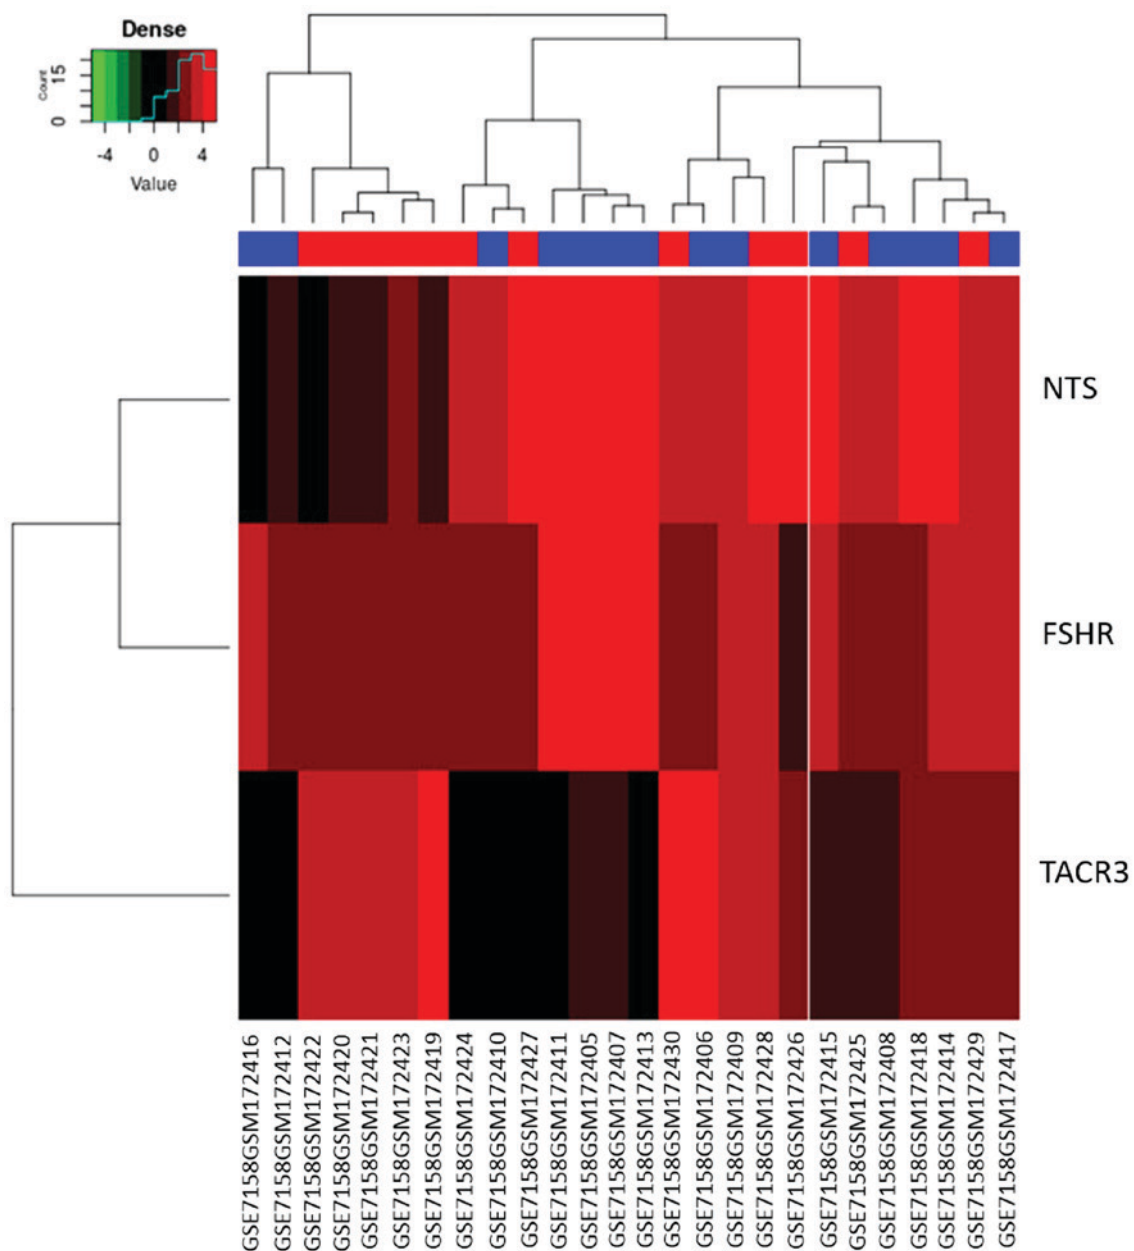 Dense
Count
0 15
-4 0 4
Value
NTS
FSHR
TACR3
GSE7158GSM172416
GSE7158GSM172412
GSE7158GSM172422
GSE7158GSM172420
GSE7158GSM172421
GSE7158GSM172423
GSE7158GSM172419
GSE7158GSM172424
GSE7158GSM172410
GSE7158GSM172427
GSE7158GSM172411
GSE7158GSM172405
GSE7158GSM172407
GSE7158GSM172413
GSE7158GSM172430
GSE7158GSM172406
GSE7158GSM172409
GSE7158GSM172428
GSE7158GSM172426
GSE7158GSM172415
GSE7158GSM172425
GSE7158GSM172408
GSE7158GSM172418
GSE7158GSM172414
GSE7158GSM172429
GSE7158GSM172417